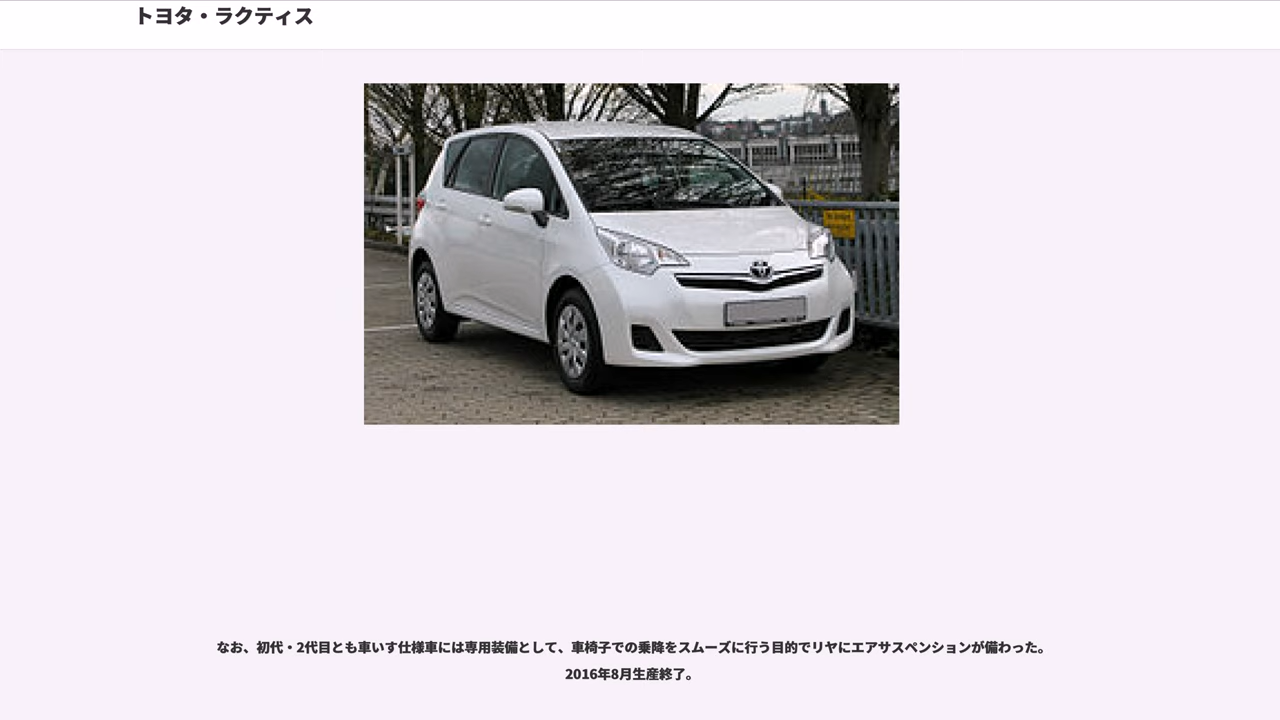 トヨタ・ラクティス
なお、初代・2代目とも車いす仕様車には専用装備として、車椅子での乗降をスムーズに行う目的でリヤにエアサスペンションが備わった。
2016年8月生産終了。